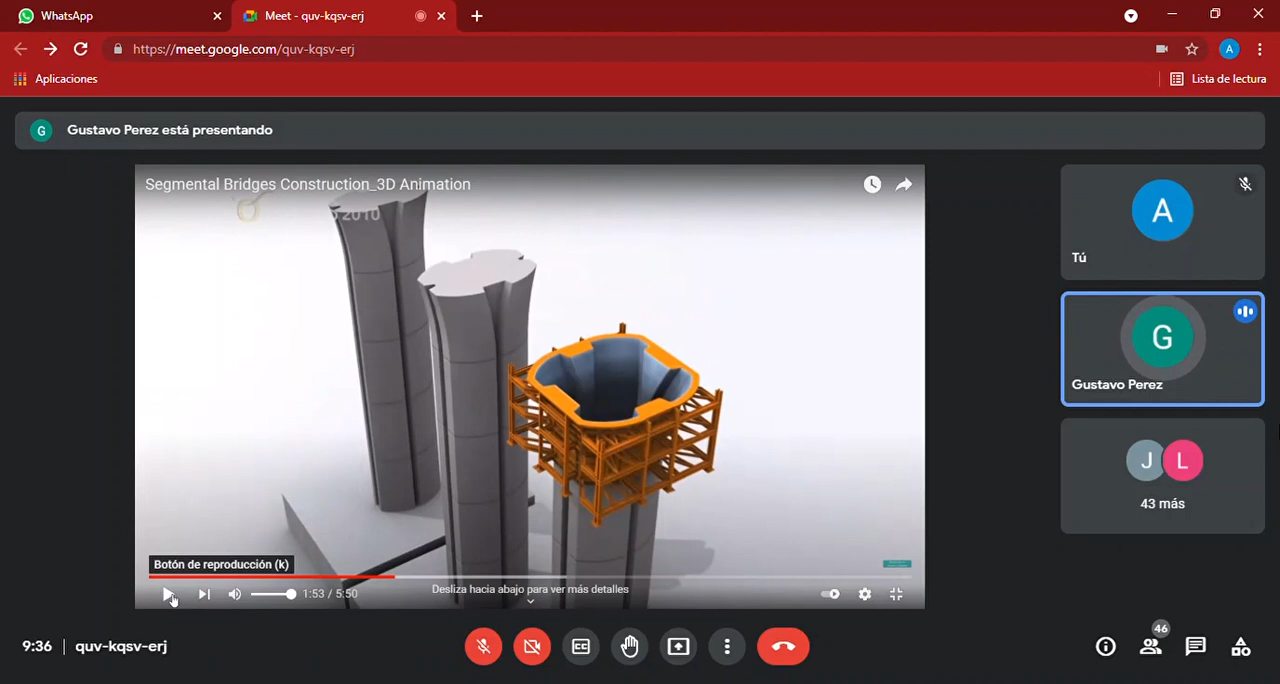 WhatsApp
Meet - quv-kqsv-erj
https://meet.google.com/quv-kqsv-erj
A
Aplicaciones
Lista de lectura
G
Gustavo Perez está presentando
Segmental Bridges Construction_3D Animation
2010
A
Tú
G
Gustavo Perez
J
L
43 más
Botón de reproducción (k)
Desliza hacia abajo para ver más detalles
1:53 / 5:50
9:36
quv-kqsv-erj
CC
46